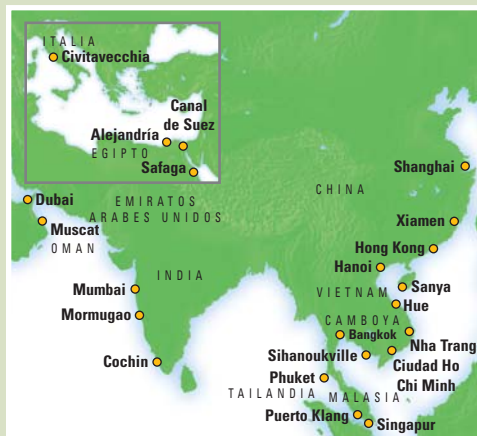 ITALIA
Civitavecchia
Canal
de Suez
Alejandría
EGIPTO
Safaga
Shanghai
CHINA
Dubai
EMIRATOS
ARABES UNIDOS
Muscat
OMAN
Xiamen
Hong Kong
Hanoi
INDIA
Mumbai
VIETNAM
Sanya
Hue
Mormugao
CAMBOYA
Bangkok
Nha Trang
Cochin
Sihanoukville
Ciudad Ho
Chi Minh
Phuket
TAILANDIA
MALASIA
Puerto Klang
Singapur